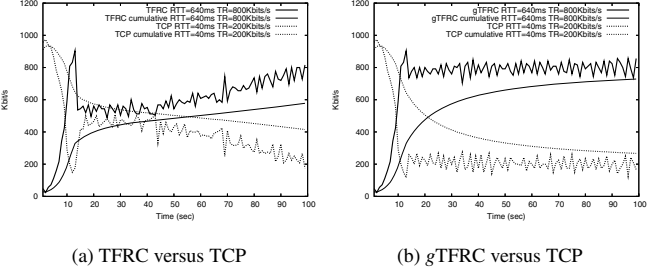 1200
1000
800
600
400
200
0
Kbit/s
TFRC RTT=640ms TR=800Kbits/s
TFRC cumulative RTT=640ms TR=800Kbits/s
TCP RTT=40ms TR=200Kbits/s
TCP cumulative RTT=40ms TR=200Kbits/s
10 20 30 40 50 60 70 80 90 100
Time (sec)
(a) TFRC versus TCP
1200
1000
800
600
400
200
0
Kbit/s
gTFRC RTT=640ms TR=800Kbits/s
gTFRC cumulative RTT=640ms TR=800Kbits/s
TCP RTT=40ms TR=200Kbits/s
TCP cumulative RTT=40ms TR=200Kbits/s
10 20 30 40 50 60 70 80 90 100
Time (sec)
(b) gTFRC versus TCP